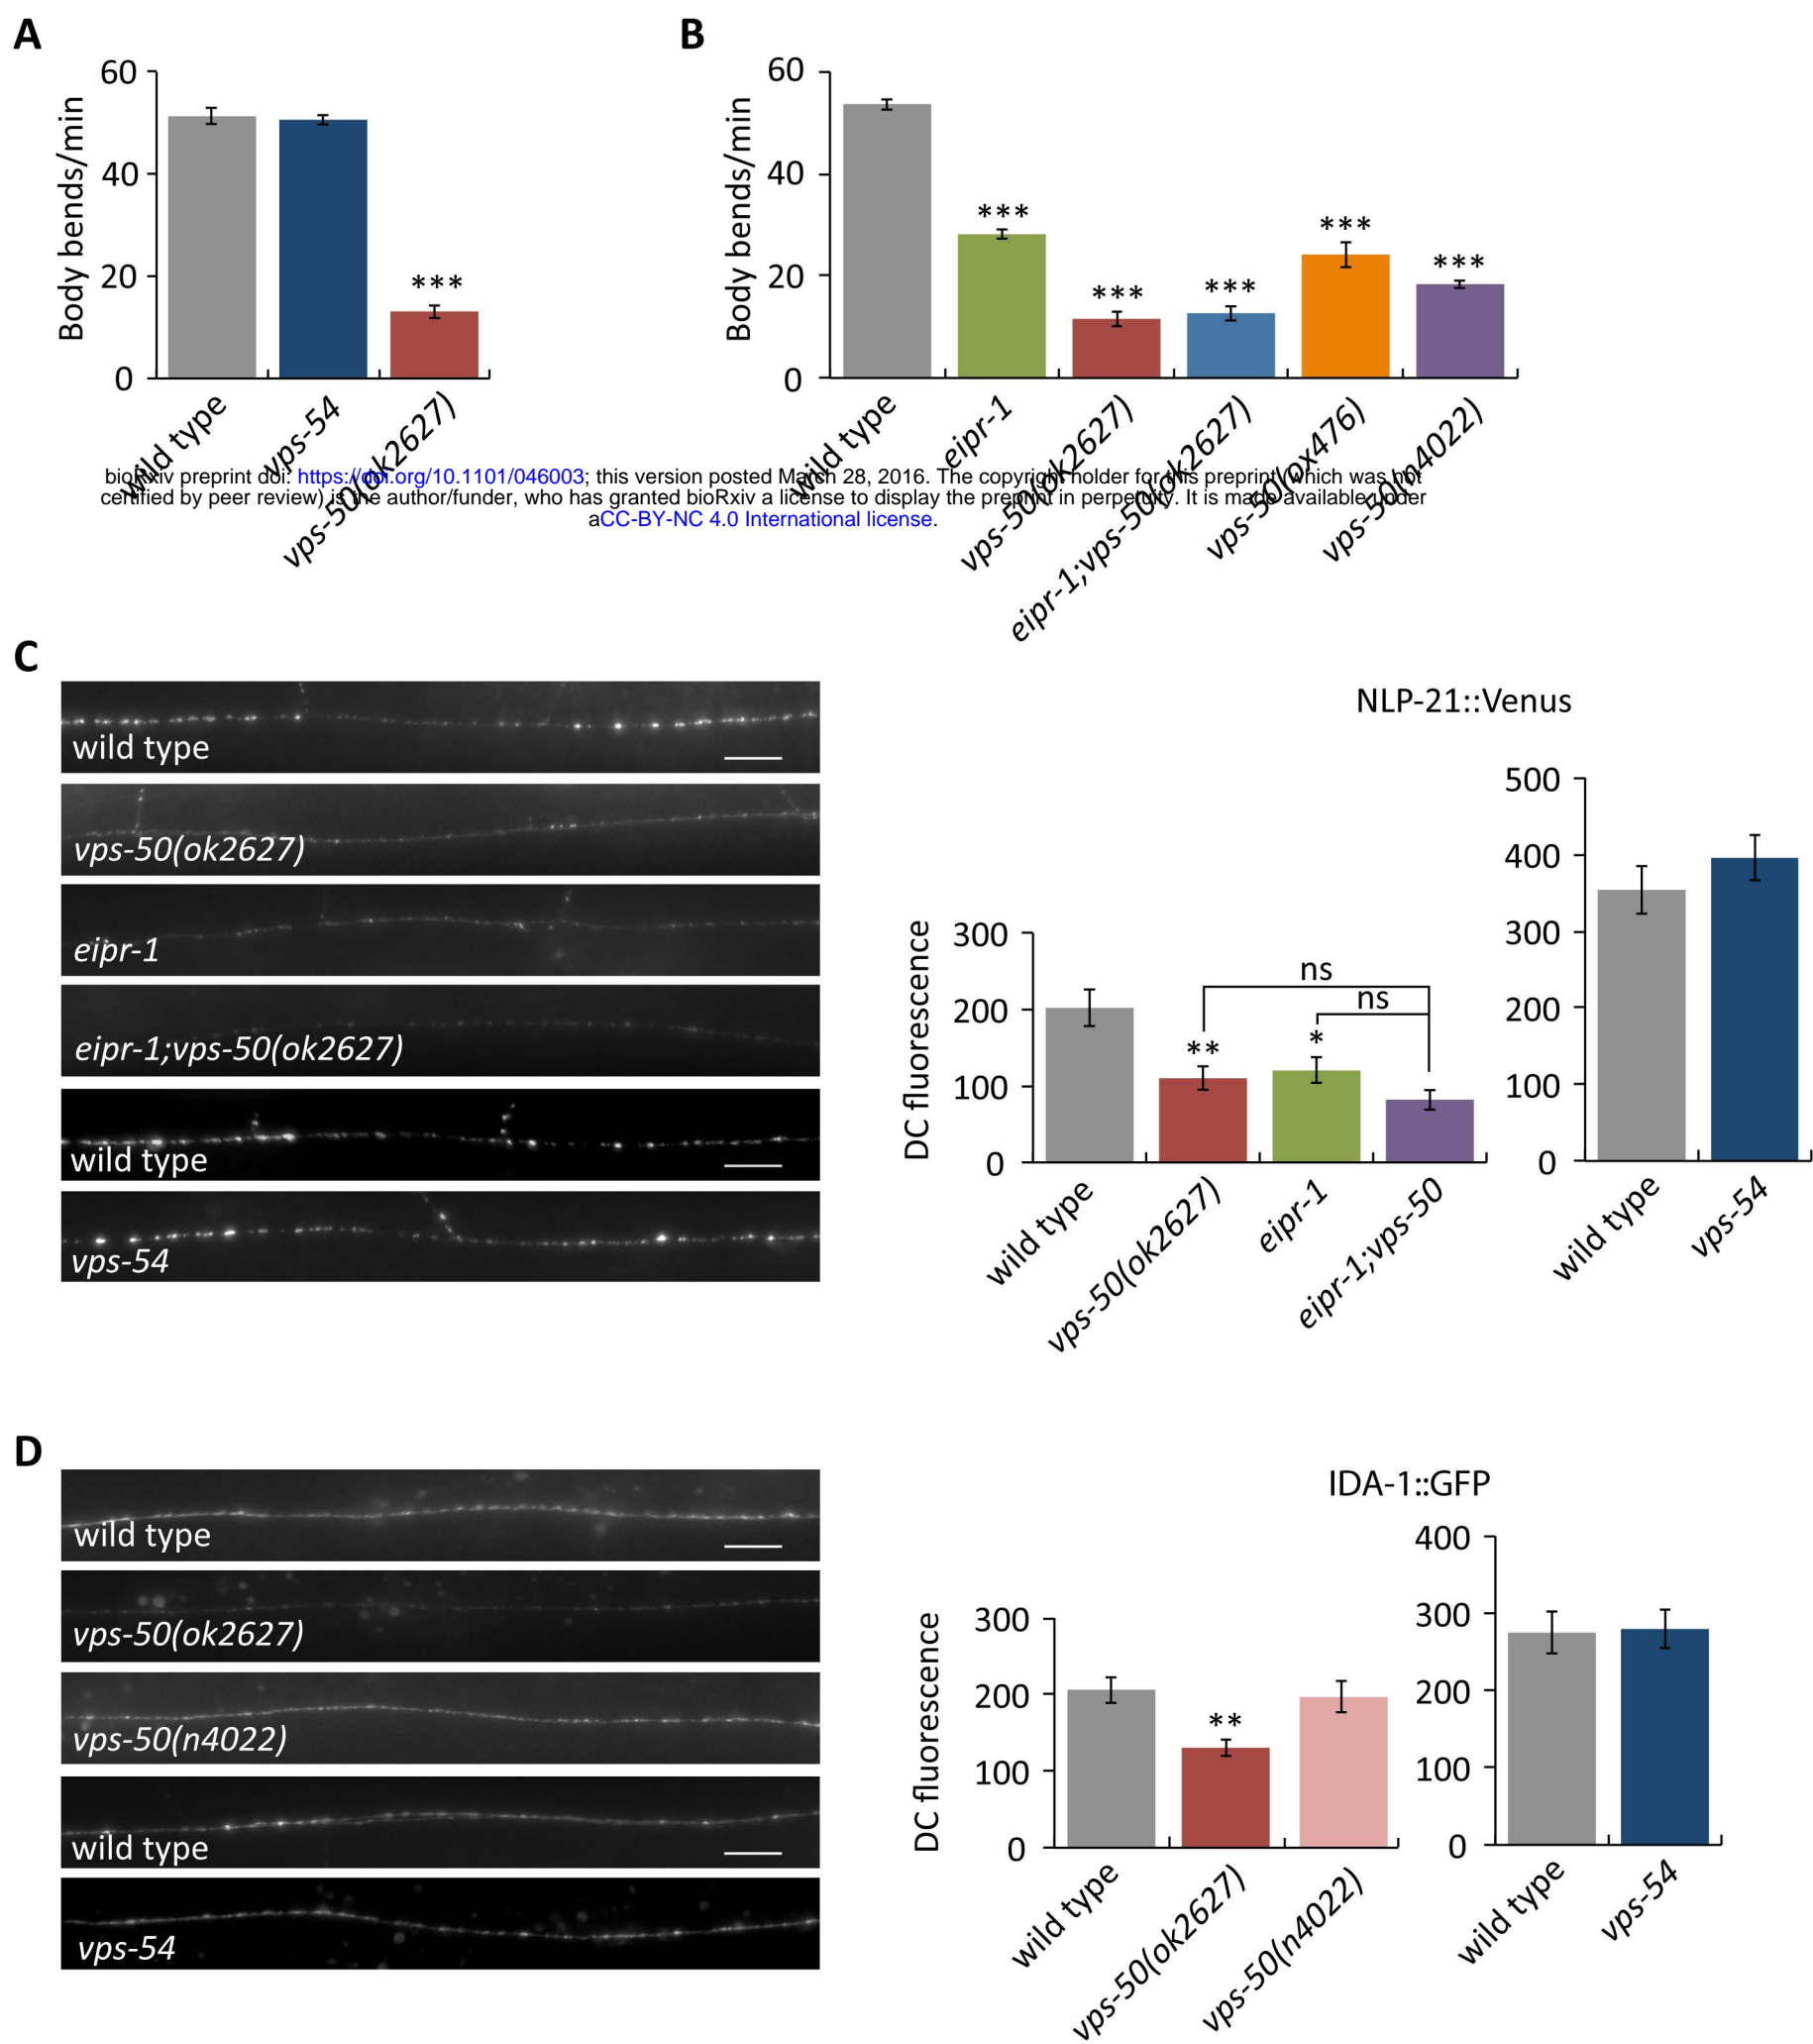 A
B
60
40
20
0
Body bends/min
***
wild type
vps-54
vps-50(ok2627)
60
40
20
0
Body bends/min
***
***
***
***
***
wild type
eipr-1
vps-50(ok2627)
eipr-1;vps-50(ok2627)
vps-50(ox476)
vps-50(n4022)
bioRxiv preprint doi: https://doi.org/10.1101/046003; this version posted March 28, 2016. The copyright holder for this preprint (which was not
certified by peer review) is the author/funder, who has granted bioRxiv a license to display the preprint in perpetuity. It is made available under
aCC-BY-NC 4.0 International license.
C
wild type
vps-50(ok2627)
eipr-1
eipr-1;vps-50(ok2627)
wild type
vps-54
NLP-21::Venus
300
200
100
0
DC fluorescence
**
*
ns
ns
wild type
vps-50(ok2627)
eipr-1
eipr-1;vps-50
500
400
300
200
100
0
wild type
vps-54
D
wild type
vps-50(ok2627)
vps-50(n4022)
wild type
vps-54
IDA-1::GFP
300
200
100
0
DC fluorescence
**
wild type
vps-50(ok2627)
vps-50(n4022)
400
300
200
100
0
wild type
vps-54